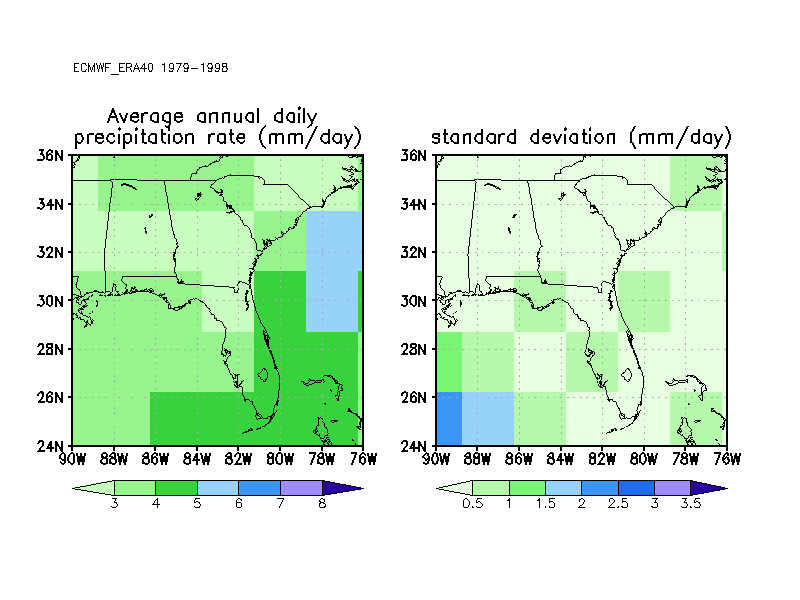 ECMWF_ERA40 1979-1998
Average annual daily
precipitation rate (mm/day)
36N
34N
32N
30N
28N
26N
24N
90W 88W 86W 84W 82W 80W 78W 76W
3 4 5 6 7 8
standard deviation (mm/day)
36N
34N
32N
30N
28N
26N
24N
90W 88W 86W 84W 82W 80W 78W 76W
0.5 1 1.5 2 2.5 3 3.5